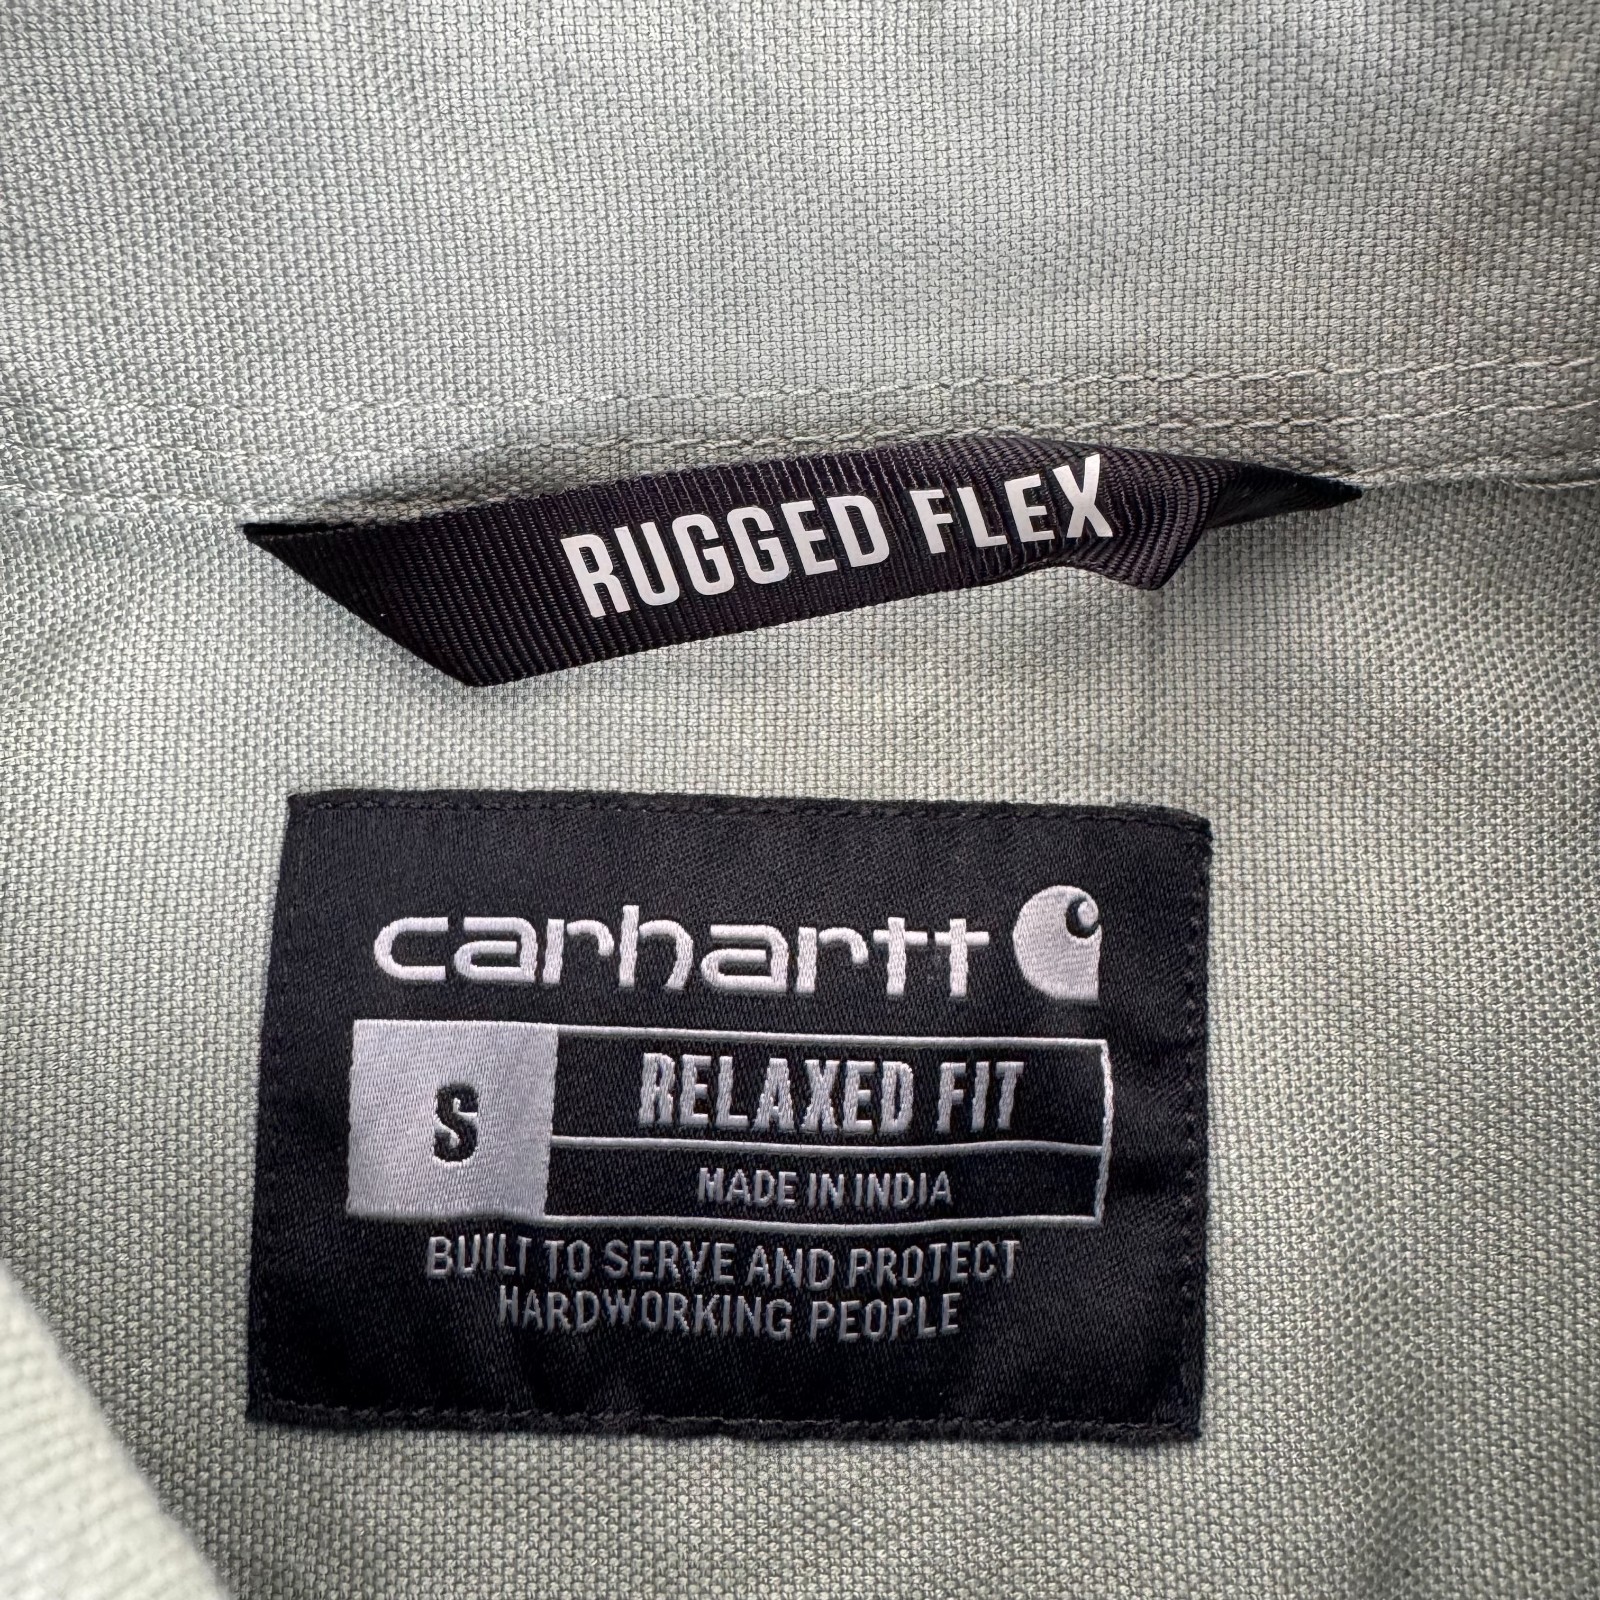 RUGGED FLEX
carhartt
S
RELAXED FIT
MADE IN INDIA
BUILT TO SERVE AND PROTECT
HARDWORKING PEOPLE